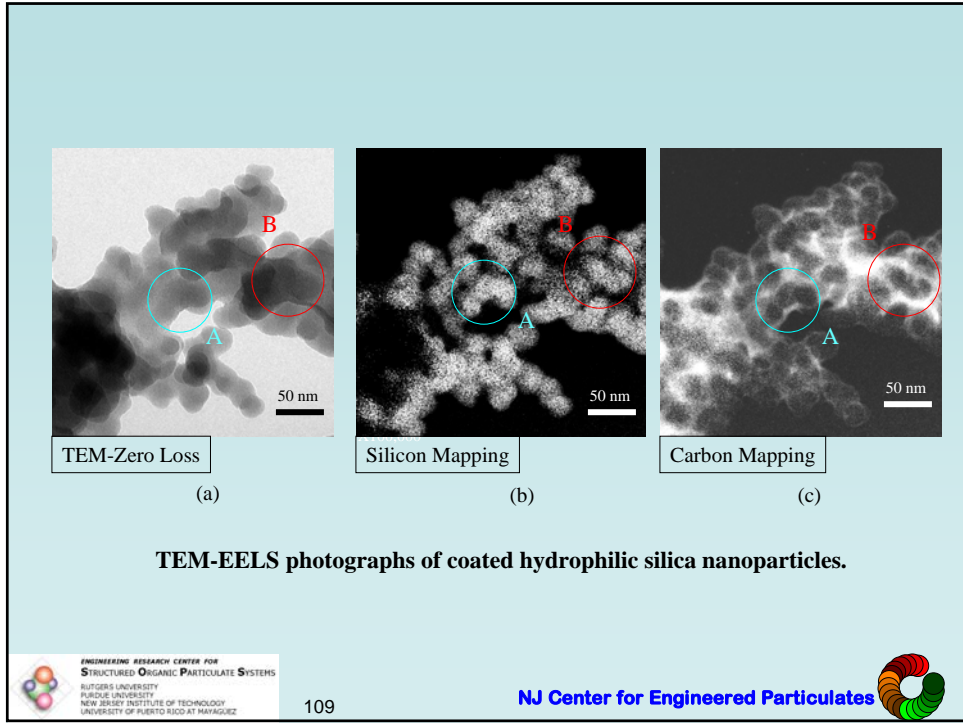 B
A
50 nm
B
A
50 nm
B
A
50 nm
TEM-Zero Loss
Silicon Mapping
Carbon Mapping
(a)
(b)
(c)
TEM-EELS photographs of coated hydrophilic silica nanoparticles.
ENGINEERING RESEARCH CENTER FOR
STRUCTURED ORGANIC PARTICULATE SYSTEMS
RUTGERS UNIVERSITY
PURDUE UNIVERSITY
NEW JERSEY INSTITUTE OF TECHNOLOGY
UNIVERSITY OF PUERTO RICO AT MAYAGÜEZ
109
NJ Center for Engineered Particulates